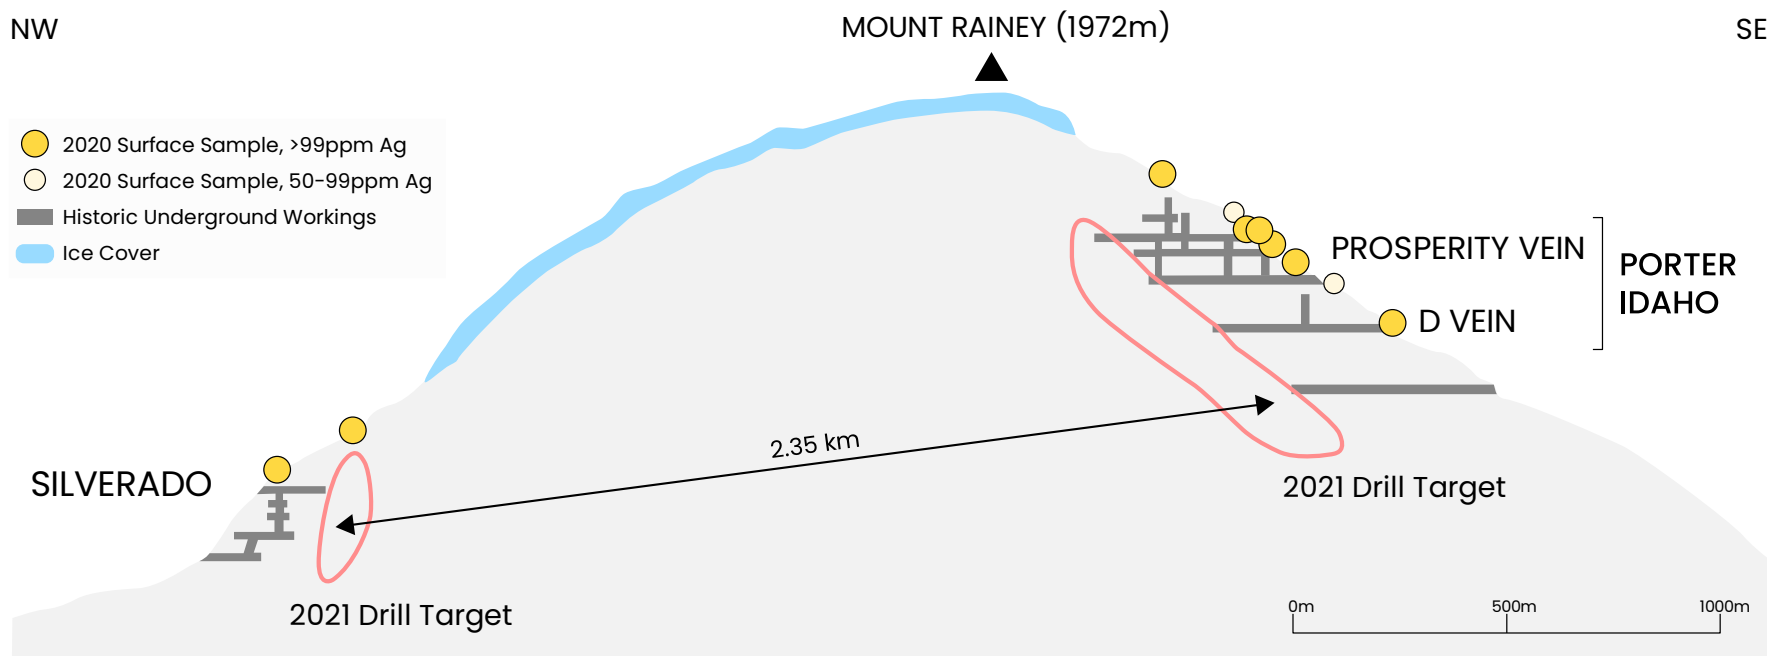 NW
MOUNT RAINEY (1972m)
SE
2020 Surface Sample, >99ppm Ag
2020 Surface Sample, 50-99ppm Ag
Historic Underground Workings
Ice Cover
PROSPERITY VEIN
PORTER
IDAHO
D VEIN
2.35 km
SILVERADO
2021 Drill Target
2021 Drill Target
0m
500m
1000m